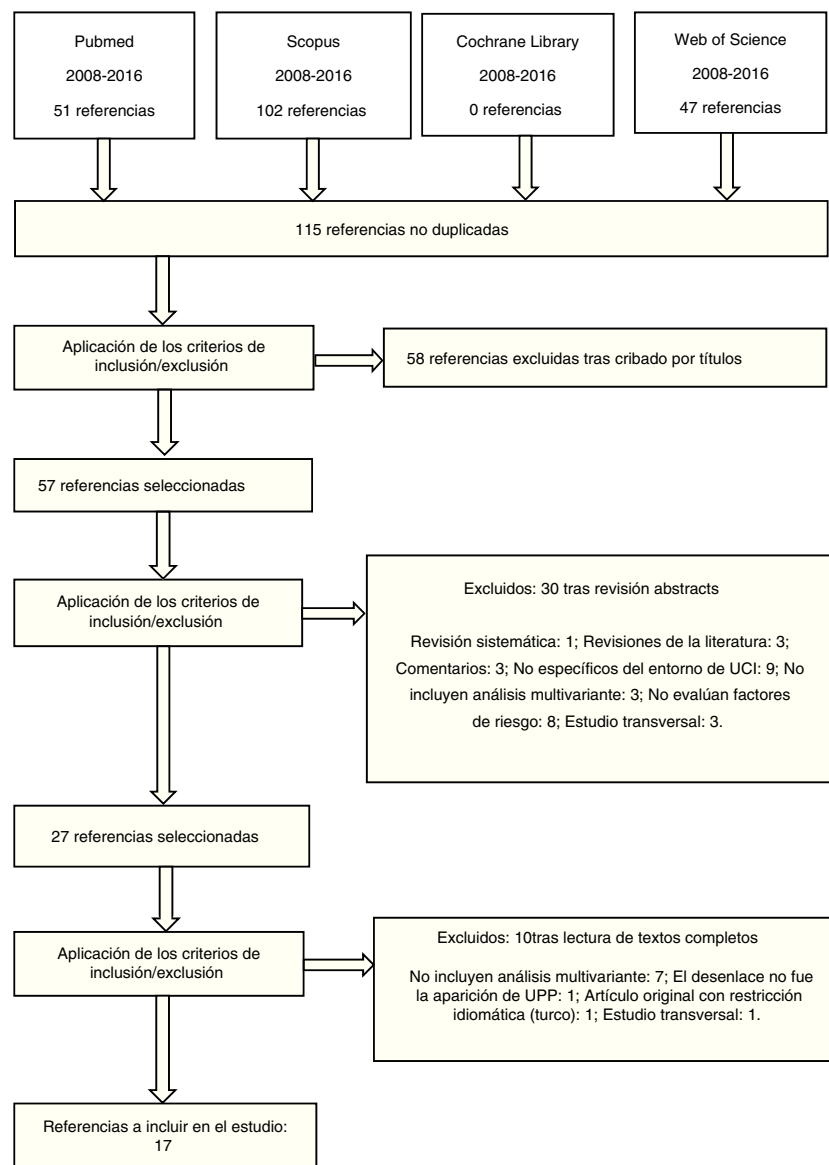 Pubmed
2008-2016
51 referencias
Scopus
2008-2016
102 referencias
Cochrane Library
2008-2016
0 referencias
Web of Science
2008-2016
47 referencias
115 referencias no duplicadas
Aplicación de los criterios de
inclusión/exclusión
58 referencias excluidas tras cribado por títulos
57 referencias seleccionadas
Aplicación de los criterios de
inclusión/exclusión
Excluidos: 30 tras revisión abstracts
Revisión sistemática: 1; Revisiones de la literatura: 3;
Comentarios: 3; No específicos del entorno de UCI: 9; No
incluyen análisis multivariante: 3; No evalúan factores
de riesgo: 8; Estudio transversal: 3.
27 referencias seleccionadas
Aplicación de los criterios de
inclusión/exclusión
Excluidos: 10tras lectura de textos completos
No incluyen análisis multivariante: 7; El desenlace no fue
la aparición de UPP: 1; Artículo original con restricción
idiomática (turco): 1; Estudio transversal: 1.
Referencias a incluir en el estudio:
17